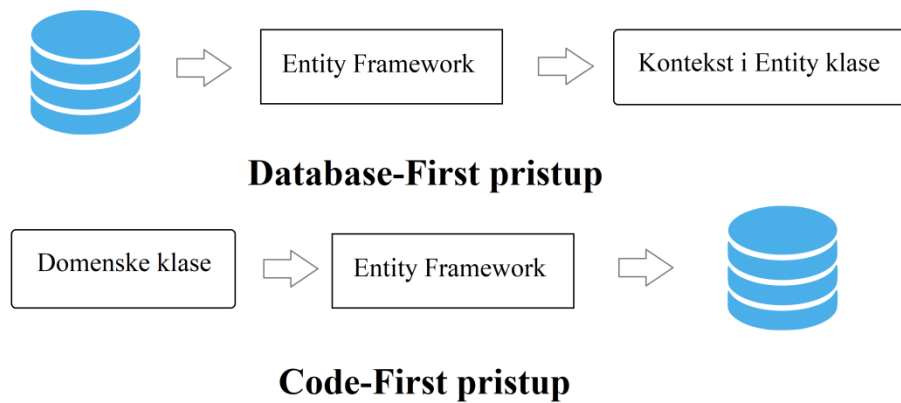 Entity Framework
Kontekst i Entity klase
Database-First pristup
Domenske klase
Entity Framework
Code-First pristup